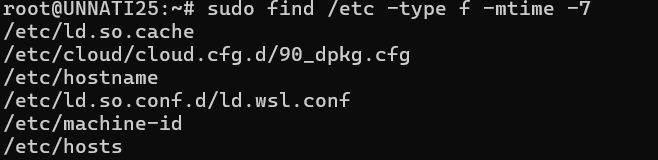 root@UNNATI25:~# sudo find /etc -type f -mtime -7
/etc/ld.so.cache
/etc/cloud/cloud.cfg.d/90_dpkg.cfg
/etc/hostname
/etc/ld.so.conf.d/ld.wsl.conf
/etc/machine-id
/etc/hosts